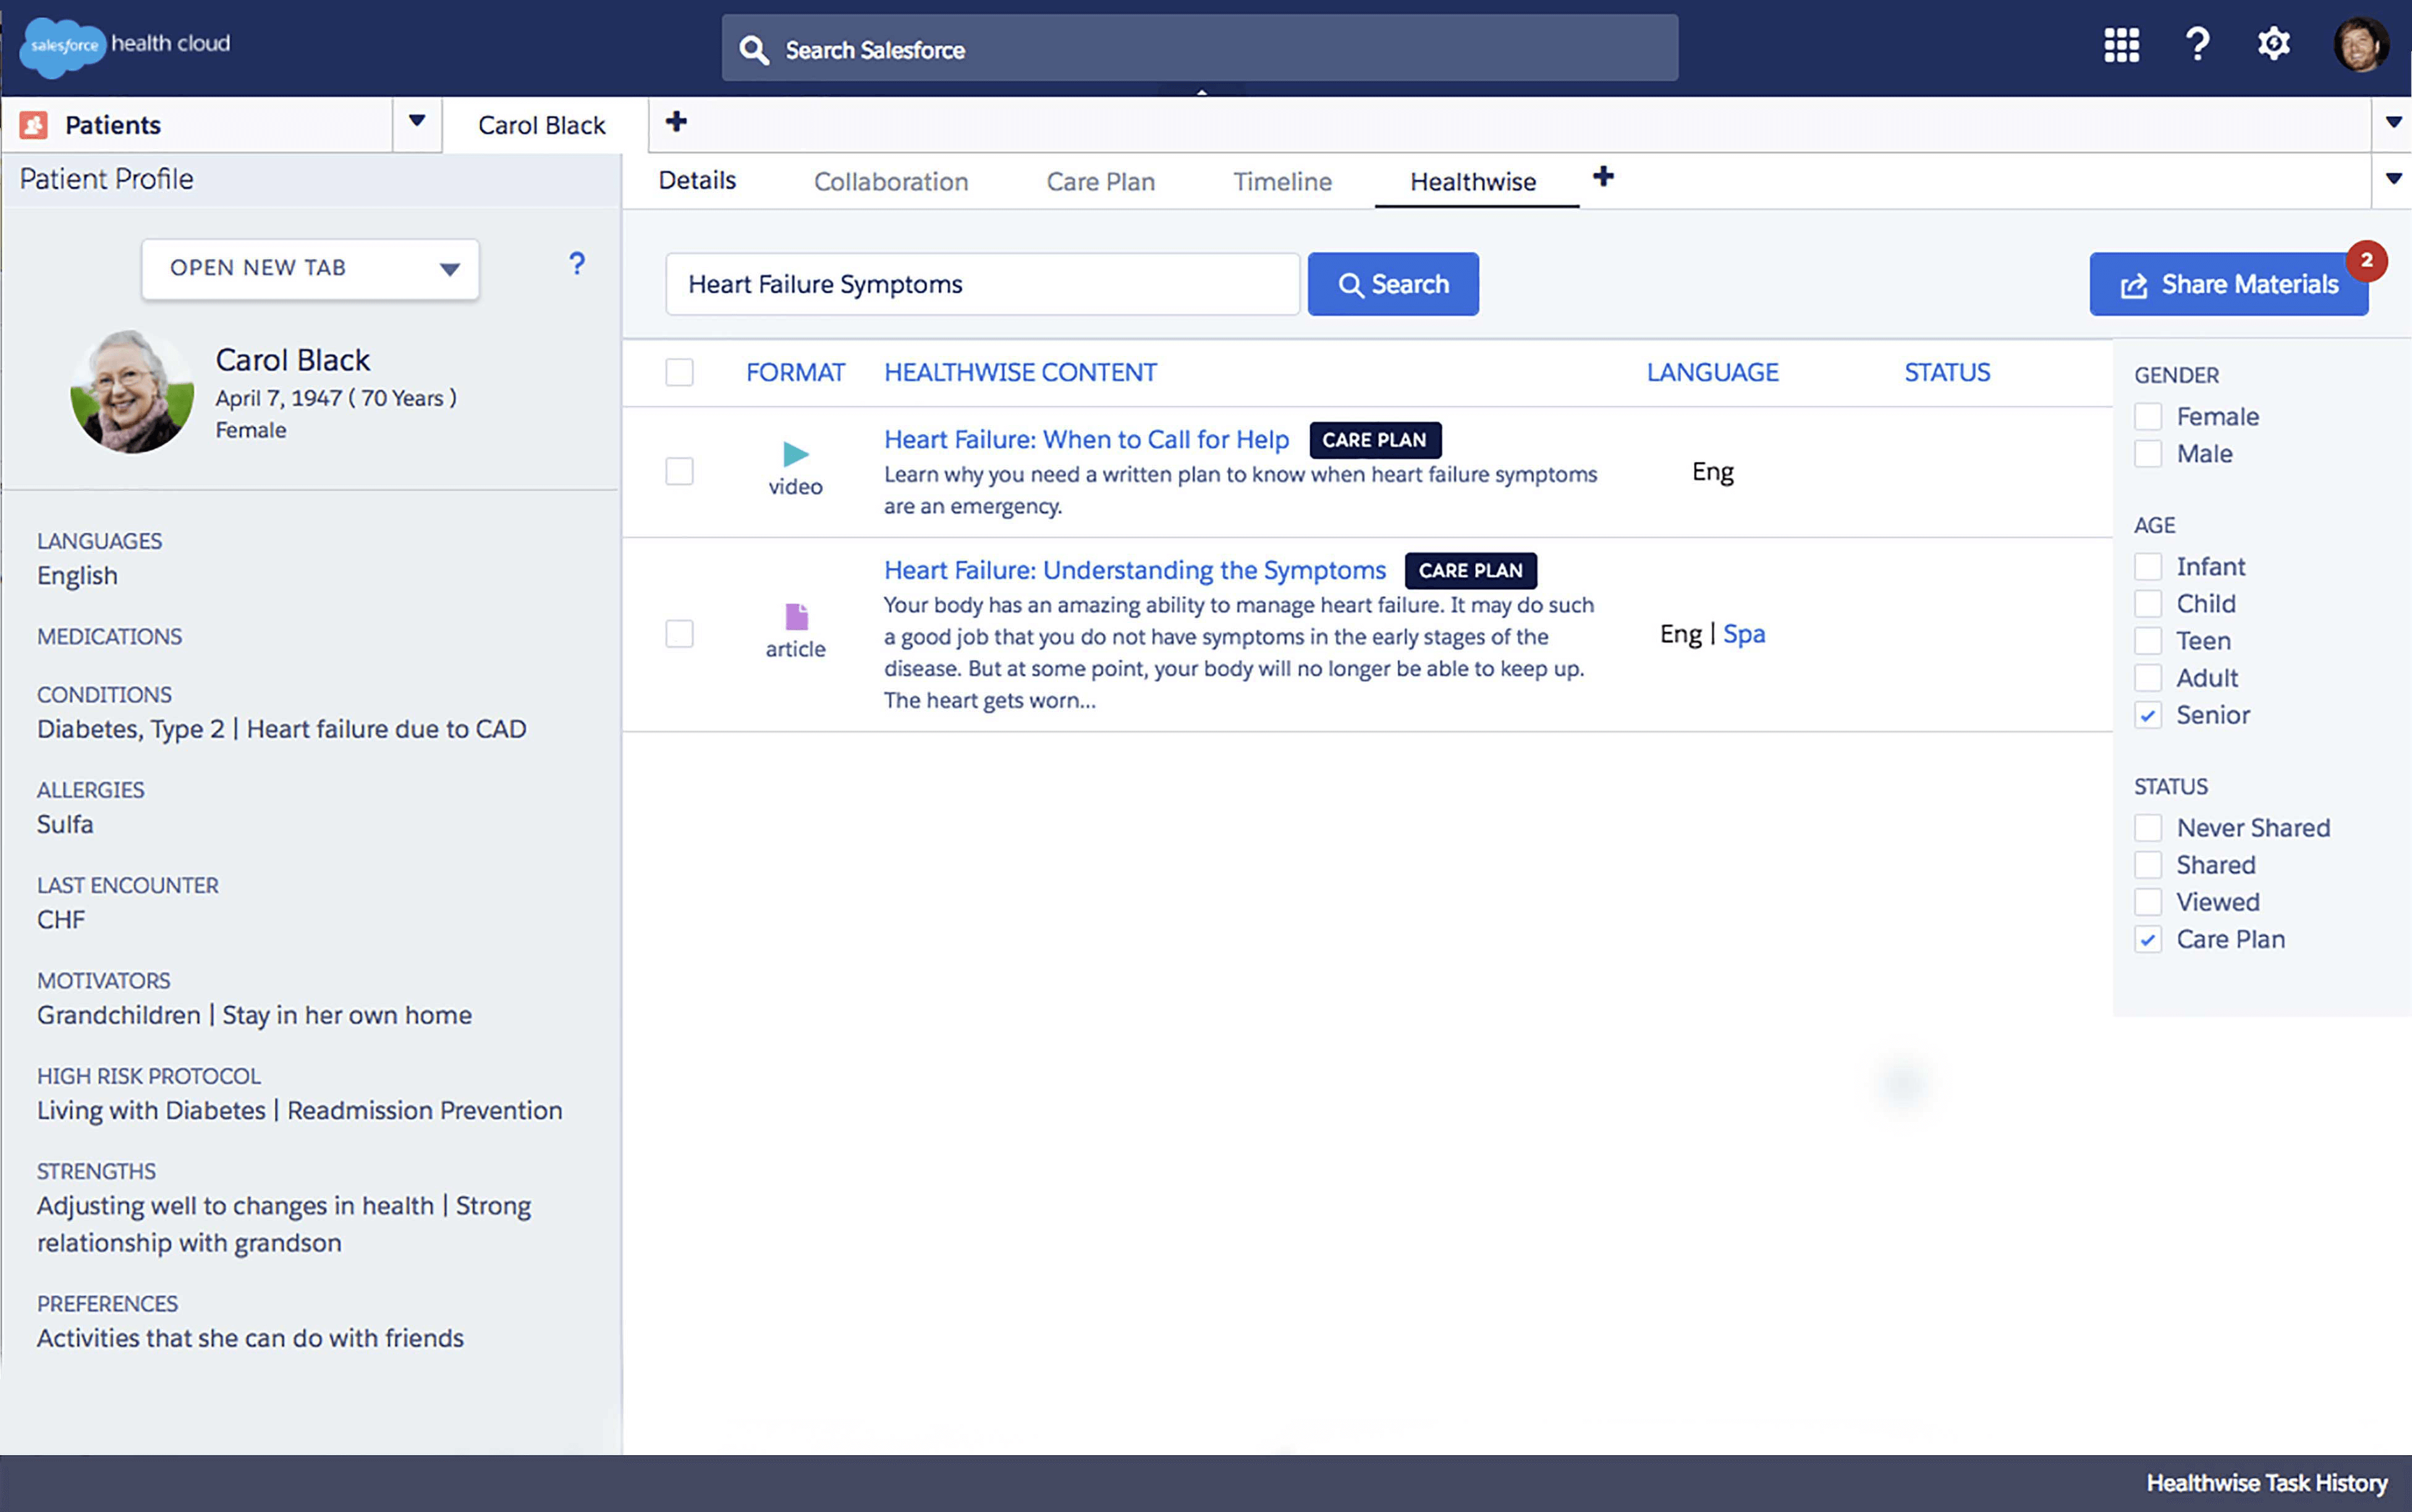 salesforce health cloud
Search Salesforce
Patients
Carol Black
Patient Profile
Details
Collaboration
Care Plan
Timeline
Healthwise
OPEN NEW TAB
?
Carol Black
April 7, 1947 ( 70 Years )
Female
LANGUAGES
English
MEDICATIONS
CONDITIONS
Diabetes, Type 2 | Heart failure due to CAD
ALLERGIES
Sulfa
LAST ENCOUNTER
CHF
MOTIVATORS
Grandchildren | Stay in her own home
HIGH RISK PROTOCOL
Living with Diabetes | Readmission Prevention
STRENGTHS
Adjusting well to changes in health | Strong
relationship with grandson
PREFERENCES
Activities that she can do with friends
Heart Failure Symptoms
Search
Share Materials
2
FORMAT
HEALTHWISE CONTENT
LANGUAGE
STATUS
video
Heart Failure: When to Call for Help CARE PLAN
Learn why you need a written plan to know when heart failure symptoms
are an emergency.
Eng
article
Heart Failure: Understanding the Symptoms CARE PLAN
Your body has an amazing ability to manage heart failure. It may do such
a good job that you do not have symptoms in the early stages of the
disease. But at some point, your body will no longer be able to keep up.
The heart gets worn...
Eng | Spa
GENDER
Female
Male
AGE
Infant
Child
Teen
Adult
Senior
STATUS
Never Shared
Shared
Viewed
Care Plan
Healthwise Task History